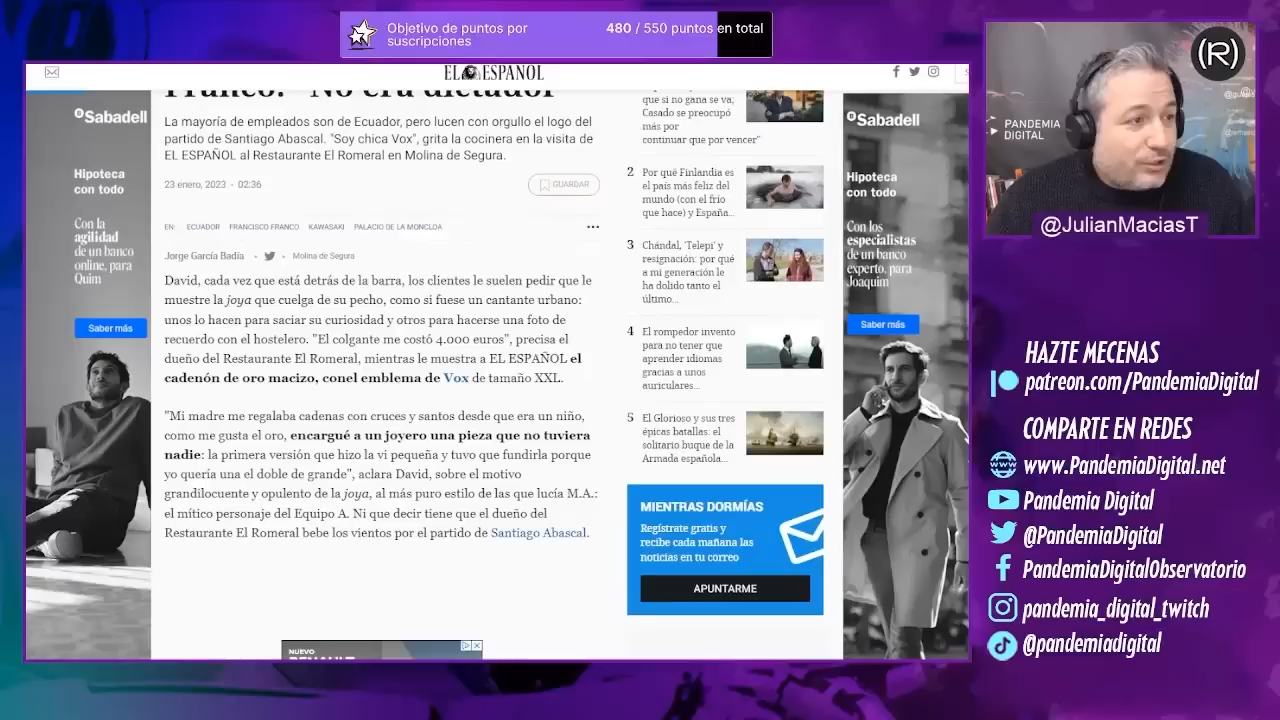 Objetivo de puntos por
suscripciones
480 / 550 puntos en total
EL ESPAÑOL
Franco: "No era dictador"
La mayoría de empleados son de Ecuador, pero lucen con orgullo el logo del
partido de Santiago Abascal. "Soy chica Vox", grita la cocinera en la visita de
EL ESPAÑOL al Restaurante El Romeral en Molina de Segura.
23 enero, 2023 - 02:36
GUARDAR
EN: ECUADOR FRANCISCO FRANCO KAWASAKI PALACIO DE LA MONCLOA
Jorge García Badía
Molina de Segura
David, cada vez que está detrás de la barra, los clientes le suelen pedir que le
muestre la joya que cuelga de su pecho, como si fuese un cantante urbano:
unos lo hacen para saciar su curiosidad y otros para hacerse una foto de
recuerdo con el hostelero. "El colgante me costó 4.000 euros", precisa el
dueño del Restaurante El Romeral, mientras le muestra a EL ESPAÑOL el
cadenón de oro macizo, conel emblema de Vox de tamaño XXL.
"Mi madre me regalaba cadenas con cruces y santos desde que era un niño,
como me gusta el oro, encargué a un joyero una pieza que no tuviera
nadie: la primera versión que hizo la vi pequeña y tuvo que fundirla porque
yo quería una el doble de grande", aclara David, sobre el motivo
grandilocuente y opulento de la joya, al más puro estilo de las que lucía M.A.:
el mítico personaje del Equipo A. Ni que decir tiene que el dueño del
Restaurante El Romeral bebe los vientos por el partido de Santiago Abascal.
NUEVO
que si no gana se va;
Casado se preocupó
más por
continuar que por vencer"
2 Por qué Finlandia es
el país más feliz del
mundo (con el frío
que hace) y España...
3 Chándal, 'Telepi' y
resignación: por qué
a mi generación le
ha dolido tanto el
último...
4 El rompedor invento
para no tener que
aprender idiomas
gracias a unos
auriculares...
5 El Glorioso y sus tres
épicas batallas: el
solitario buque de la
Armada española...
MIENTRAS DORMÍAS
Regístrate gratis y
recibe cada mañana las
noticias en tu correo
APUNTARME
Sabadell
Hipoteca
con todo
Con la
agilidad
de un banco
online, para
Quim
Saber más
Sabadell
Hipoteca
con todo
Con los
especialistas
de un banco
experto, para
Joaquim
Saber más
PANDEMIA
DIGITAL
(R)
@JulianMaciasT
HAZTE MECENAS
patreon.com/PandemiaDigital
COMPARTE EN REDES
www.PandemiaDigital.net
Pandemia Digital
@PandemiaDigital
PandemiaDigitalObservatorio
pandemia_digital_twitch
@pandemiadigital